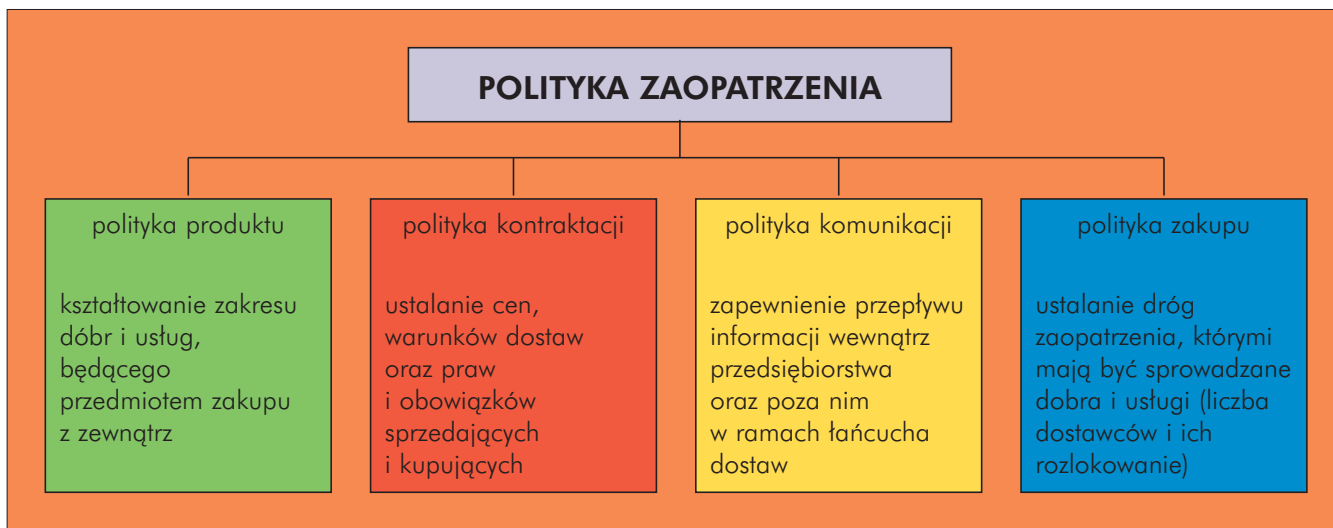 POLITYKA ZAOPATRZENIA
polityka produktu
kształtowanie zakresu
dóbr i usług,
będącego
przedmiotem zakupu
z zewnątrz
polityka kontraktacji
ustalanie cen,
warunków dostaw
oraz praw
i obowiązków
sprzedających
i kupujących
polityka komunikacji
zapewnienie przepływu
informacji wewnątrz
przedsiębiorstwa
oraz poza nim
w ramach łańcucha
dostaw
polityka zakupu
ustalanie dróg
zaopatrzenia, którymi
mają być sprowadzane
dobra i usługi (liczba
dostawców i ich
rozlokowanie)